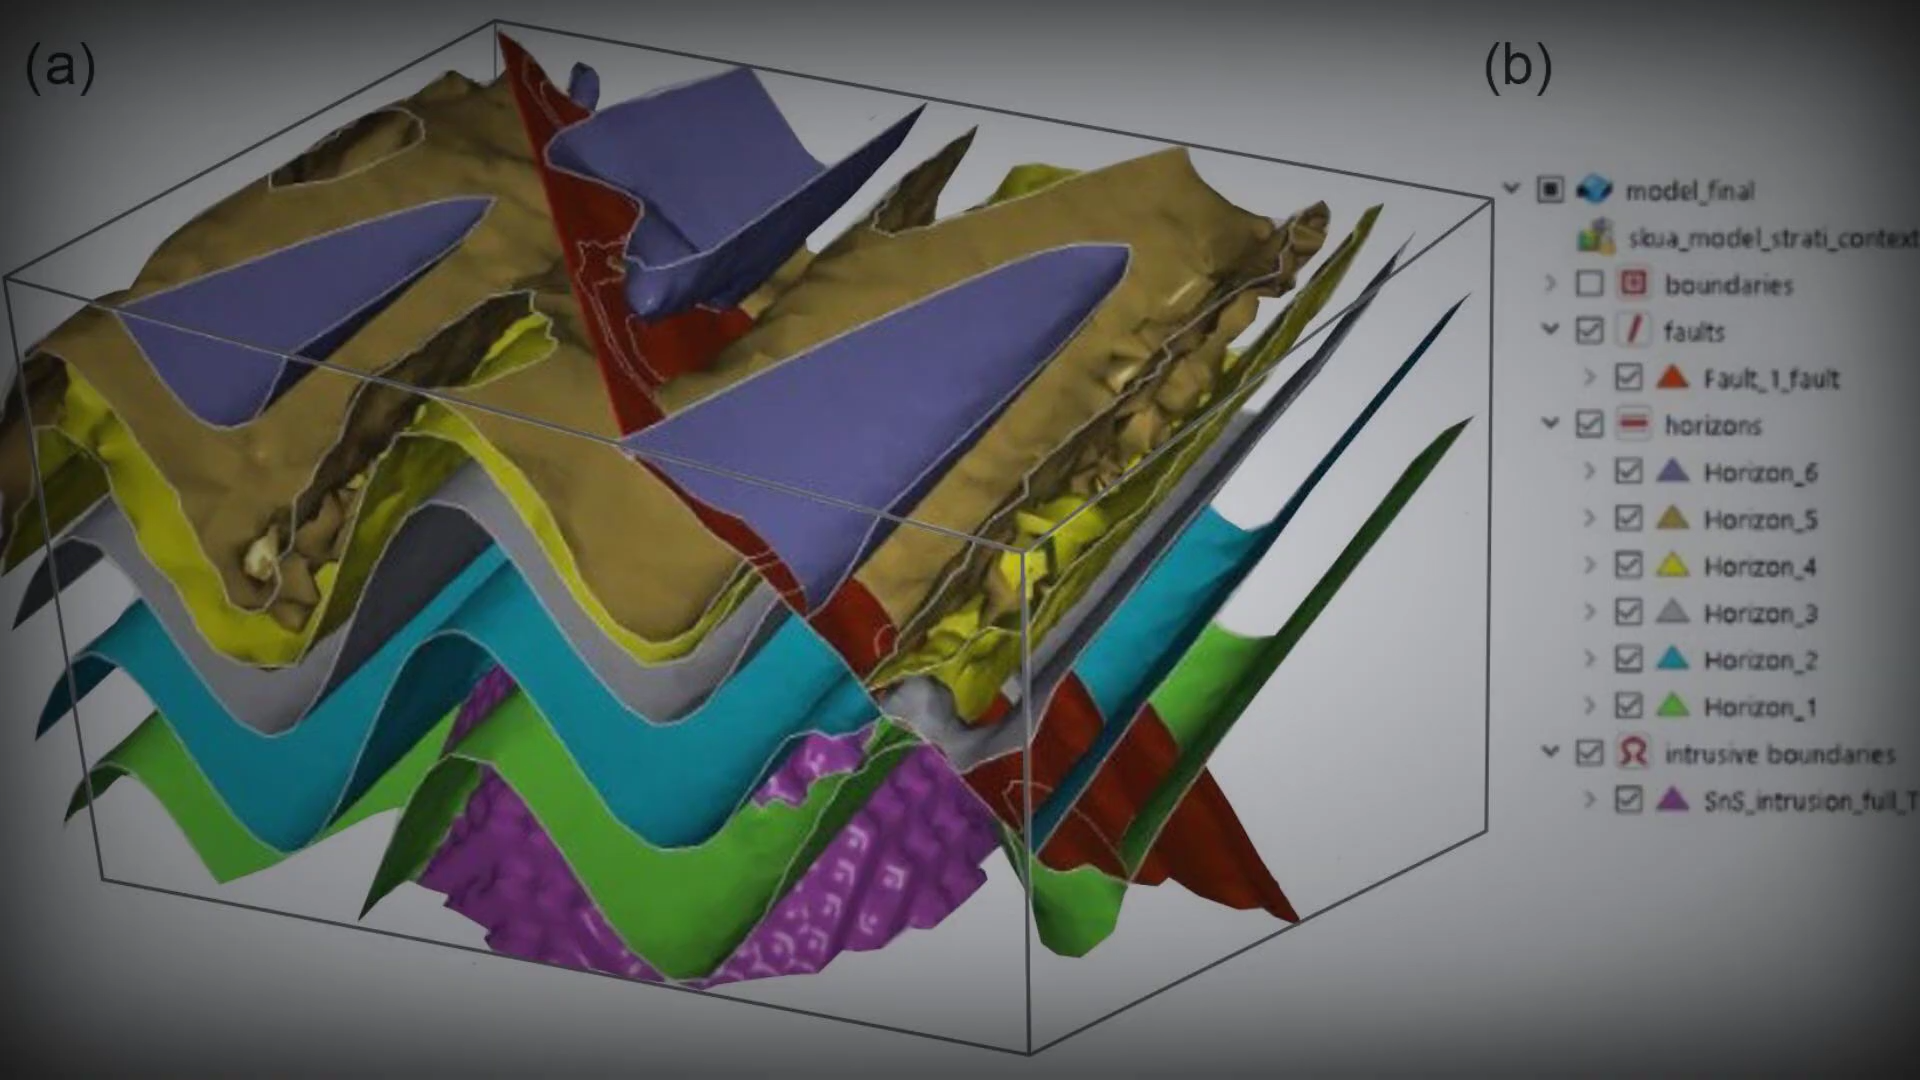 (a)
(b)
model_final
skua_model_strati_context
boundaries
faults
Fault_1_fault
horizons
Horizon_6
Horizon_5
Horizon_4
Horizon_3
Horizon_2
Horizon_1
intrusive boundaries
SnS_intrusion_full_T